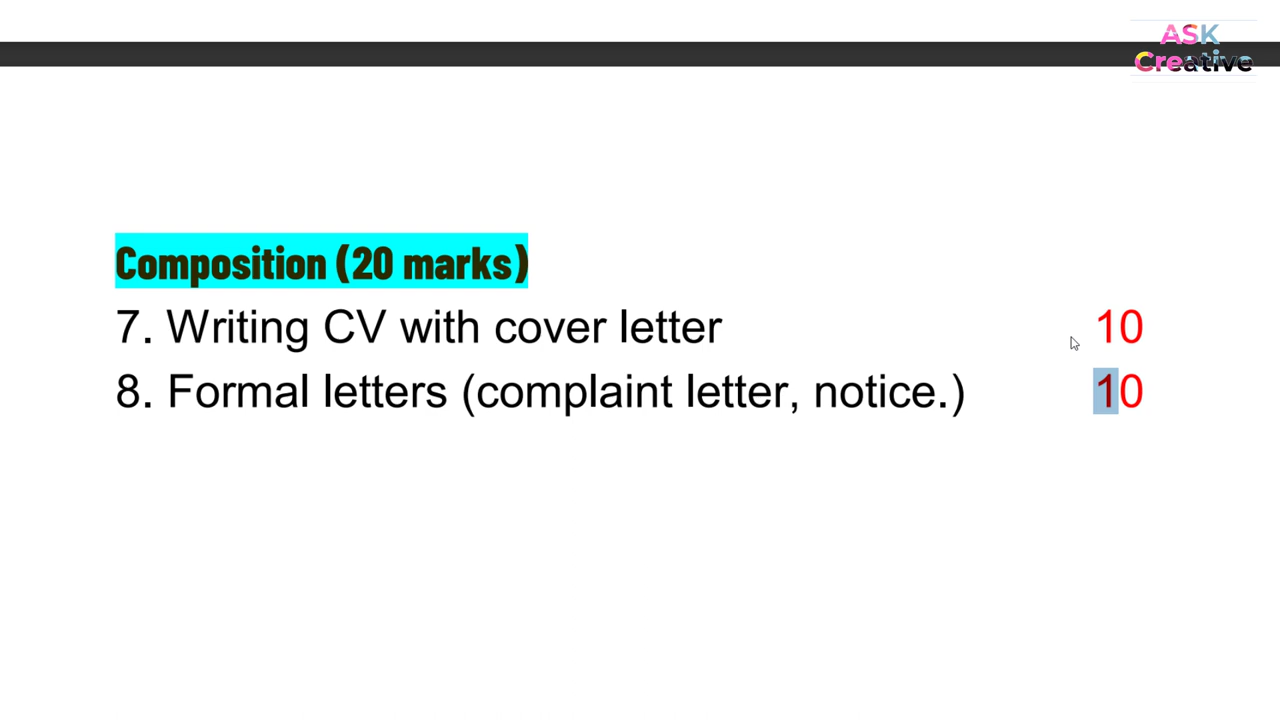 ASK
Creative
Composition (20 marks)
7. Writing CV with cover letter 10
8. Formal letters (complaint letter, notice.) 10